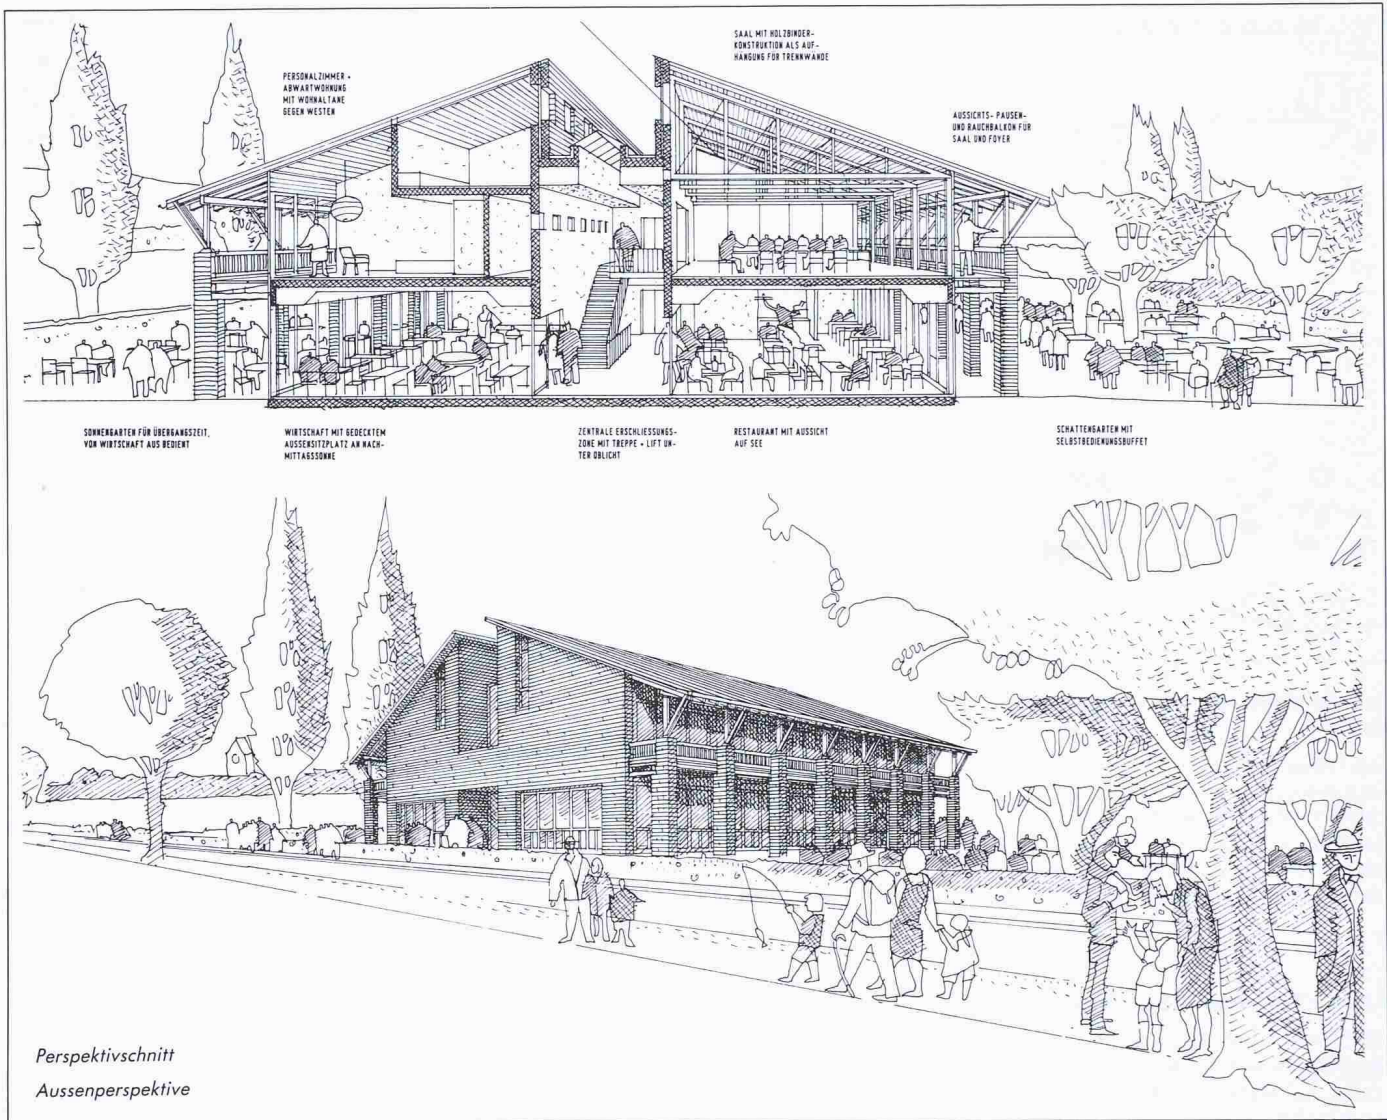 SAAL MIT HOLZBINDER-
KONSTRUKTION ALS AUF-
HÄNGUNG FÜR TRENNWÄNDE
PERSONALZIMMER +
ABWARTWOHNUNG
MIT WOHNALTANE
GEGEN WESTEN
AUSSICHTS- PAUSEN-
UND RAUCHBALKON FÜR
SAAL UND FOYER
SONNENGARTEN FÜR ÜBERGANGSZEIT,
VON WIRTSCHAFT AUS BEDIENT
WIRTSCHAFT MIT GEDECKTEM
AUSSENSITZPLATZ AN NACH-
MITTAGSSONNE
ZENTRALE ERSCHLIESSUNGS-
ZONE MIT TREPPE + LIFT UN-
TER OBLICHT
RESTAURANT MIT AUSSICHT
AUF SEE
SCHATTENGARTEN MIT
SELBSTBEDIENUNGSBUFFET
Perspektivschnitt
Aussenperspektive